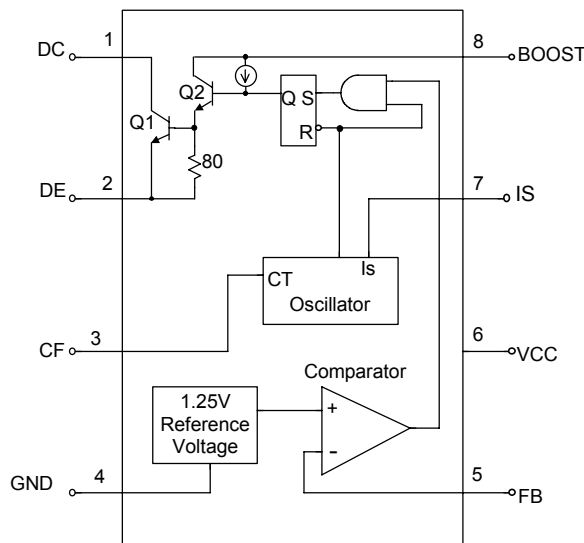 DC 1
8 BOOST
Q2
Q S
Q1
R
80
DE 2
7 IS
Is
CT
Oscillator
CF 3
6 VCC
Comparator
1.25V
Reference
Voltage
+
-
GND 4
5 FB